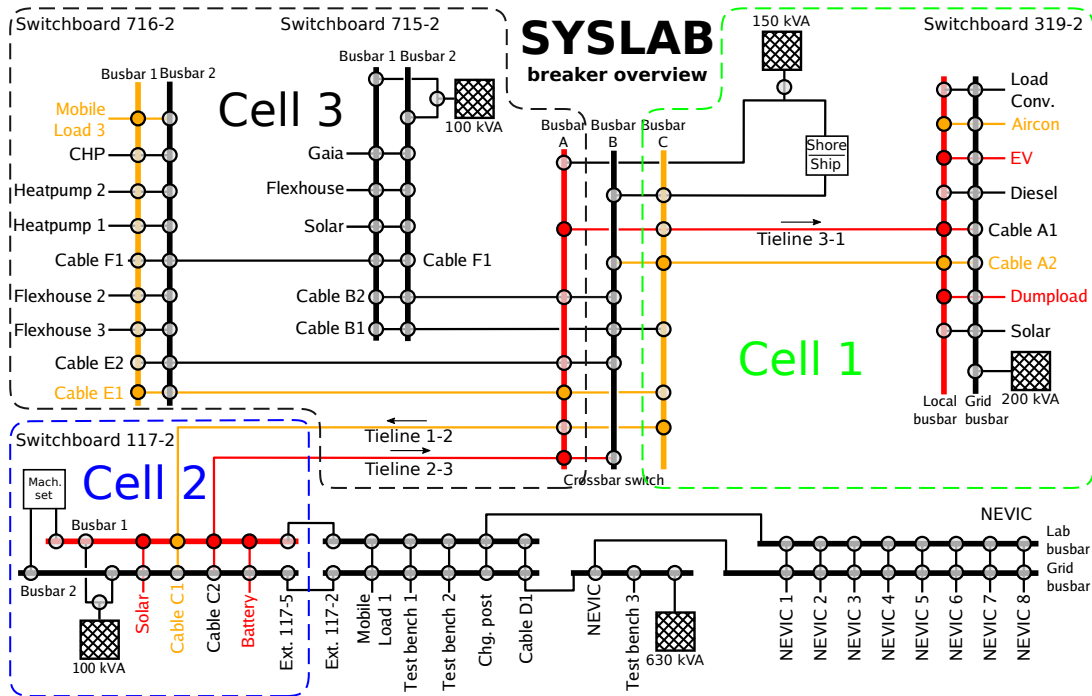 Switchboard 716-2
Switchboard 715-2
SYSLAB
breaker overview
150 kVA
Switchboard 319-2
Busbar 1
Busbar 2
Busbar 1
Busbar 2
Cell 3
100 kVA
Mobile
Load 3
CHP
Heatpump 2
Heatpump 1
Cable F1
Flexhouse 2
Flexhouse 3
Cable E2
Cable E1
Gaia
Flexhouse
Solar
Cable F1
Cable B2
Cable B1
Busbar
A
Busbar
B
Busbar
C
Shore
Ship
Tieline 3-1
Load
Conv.
Aircon
EV
Diesel
Cable A1
Cable A2
Dumpload
Solar
Cell 1
Local
busbar
Grid
busbar
200 kVA
Tieline 1-2
Tieline 2-3
Crossbar switch
Switchboard 117-2
Cell 2
Mach.
set
Busbar 1
Busbar 2
100 kVA
Solar
Cable C1
Cable C2
Battery
Ext. 117-5
Ext. 117-2
Mobile
Load 1
Test bench 1
Test bench 2
Chg. post
Cable D1
NEVIC
Test bench 3
630 kVA
NEVIC
Lab
busbar
Grid
busbar
NEVIC 1
NEVIC 2
NEVIC 3
NEVIC 4
NEVIC 5
NEVIC 6
NEVIC 7
NEVIC 8